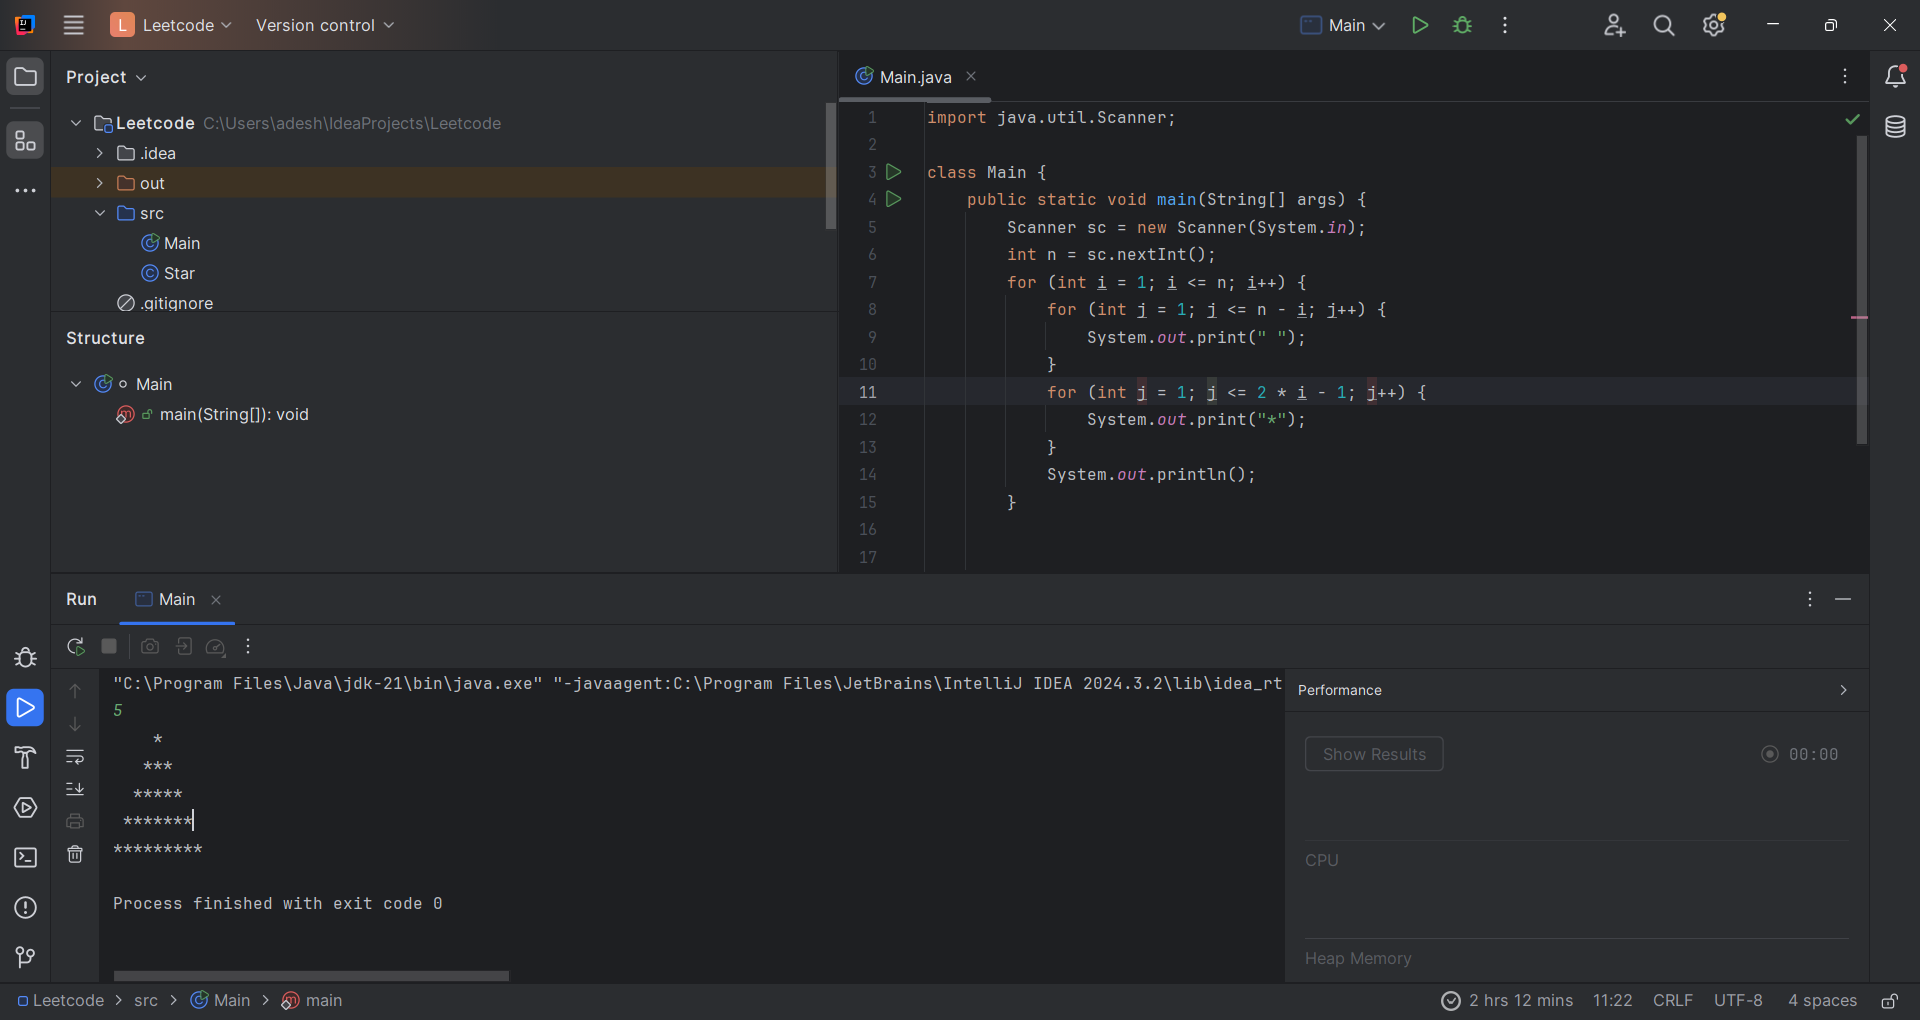 L Leetcode Version control Main
Project
Leetcode C:\Users\adesh\IdeaProjects\Leetcode
.idea
out
src
Main
Star
.gitignore
Structure
Main
main(String[]): void
Main.java
1 import java.util.Scanner;
2
3 class Main {
4     public static void main(String[] args) {
5         Scanner sc = new Scanner(System.in);
6         int n = sc.nextInt();
7         for (int i = 1; i <= n; i++) {
8             for (int j = 1; j <= n - i; j++) {
9                 System.out.print(" ");
10             }
11             for (int j = 1; j <= 2 * i - 1; j++) {
12                 System.out.print("*");
13             }
14             System.out.println();
15         }
16
17
Run Main
"C:\Program Files\Java\jdk-21\bin\java.exe" "-javaagent:C:\Program Files\JetBrains\IntelliJ IDEA 2024.3.2\lib\idea_rt
5
    *
   ***
  *****
 *******
*********
Process finished with exit code 0
Performance
Show Results 00:00
CPU
Heap Memory
Leetcode > src > Main > main
2 hrs 12 mins 11:22 CRLF UTF-8 4 spaces